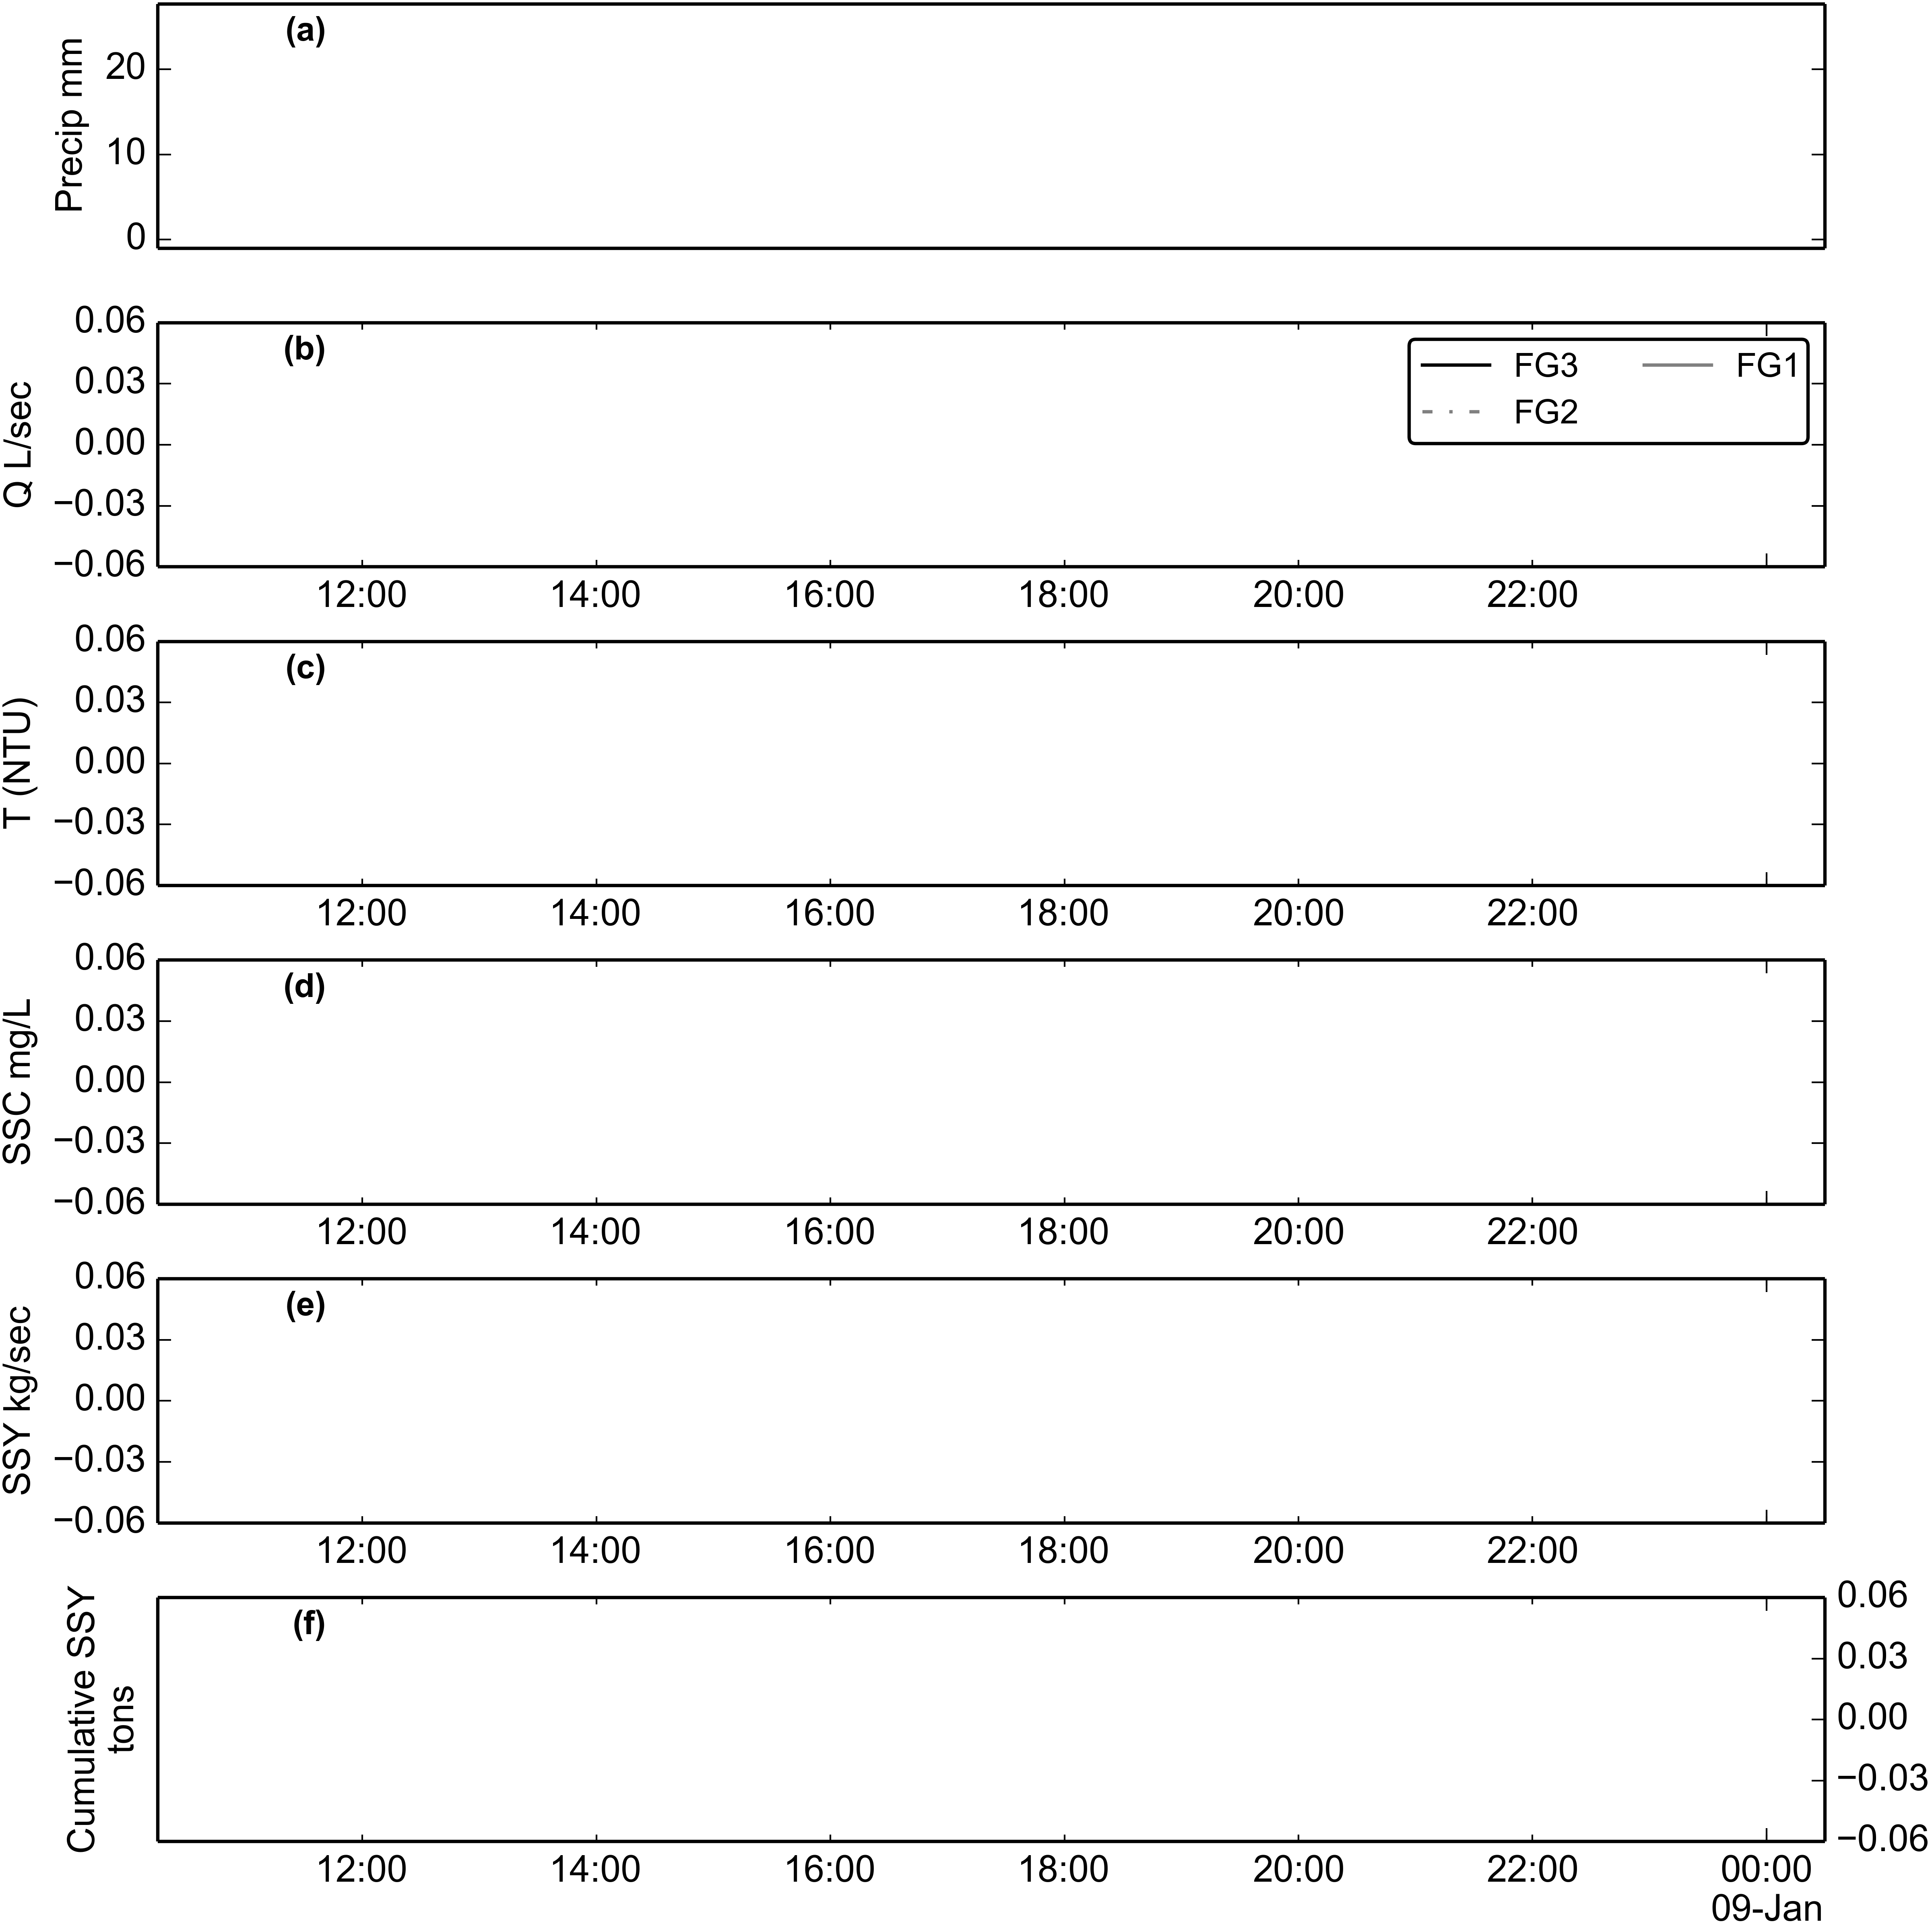 (a)
Precip mm
20
10
0
(b)
Q L/sec
0.06
0.03
0.00
−0.03
−0.06
FG3
FG1
FG2
12:00 14:00 16:00 18:00 20:00 22:00
(c)
T (NTU)
0.06
0.03
0.00
−0.03
−0.06
12:00 14:00 16:00 18:00 20:00 22:00
(d)
SSC mg/L
0.06
0.03
0.00
−0.03
−0.06
12:00 14:00 16:00 18:00 20:00 22:00
(e)
SSY kg/sec
0.06
0.03
0.00
−0.03
−0.06
12:00 14:00 16:00 18:00 20:00 22:00
(f)
Cumulative SSY
tons
0.06
0.03
0.00
−0.03
−0.06
12:00 14:00 16:00 18:00 20:00 22:00 00:00
09-Jan